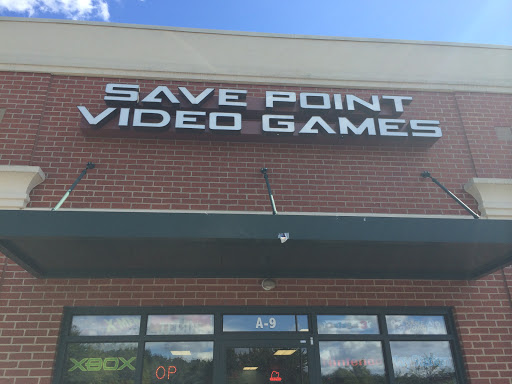 SAVE POINT
VIDEO GAMES
A-9
XBOX
OP